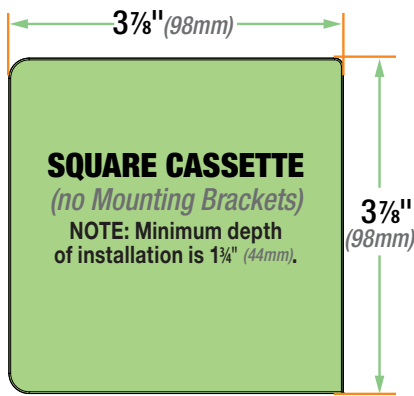 3⅞" (98mm)
SQUARE CASSETTE
(no Mounting Brackets)
NOTE: Minimum depth
of installation is 1¾" (44mm).
3⅞"
(98mm)